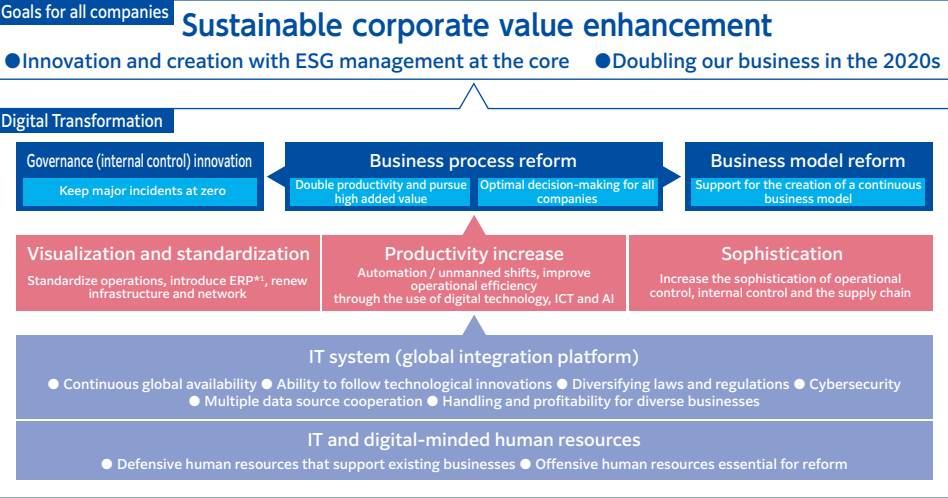 Goals for all companies
Sustainable corporate value enhancement
●Innovation and creation with ESG management at the core ●Doubling our business in the 2020s
Digital Transformation
Governance (internal control) innovation
Keep major incidents at zero
Business process reform
Double productivity and pursue
high added value
Optimal decision-making for all
companies
Business model reform
Support for the creation of a continuous
business model
Visualization and standardization
Standardize operations, introduce ERP*1, renew
infrastructure and network
Productivity increase
Automation / unmanned shifts, improve
operational efficiency
through the use of digital technology, ICT and AI
Sophistication
Increase the sophistication of operational
control, internal control and the supply chain
IT system (global integration platform)
● Continuous global availability ● Ability to follow technological innovations ● Diversifying laws and regulations ● Cybersecurity
● Multiple data source cooperation ● Handling and profitability for diverse businesses
IT and digital-minded human resources
● Defensive human resources that support existing businesses ● Offensive human resources essential for reform